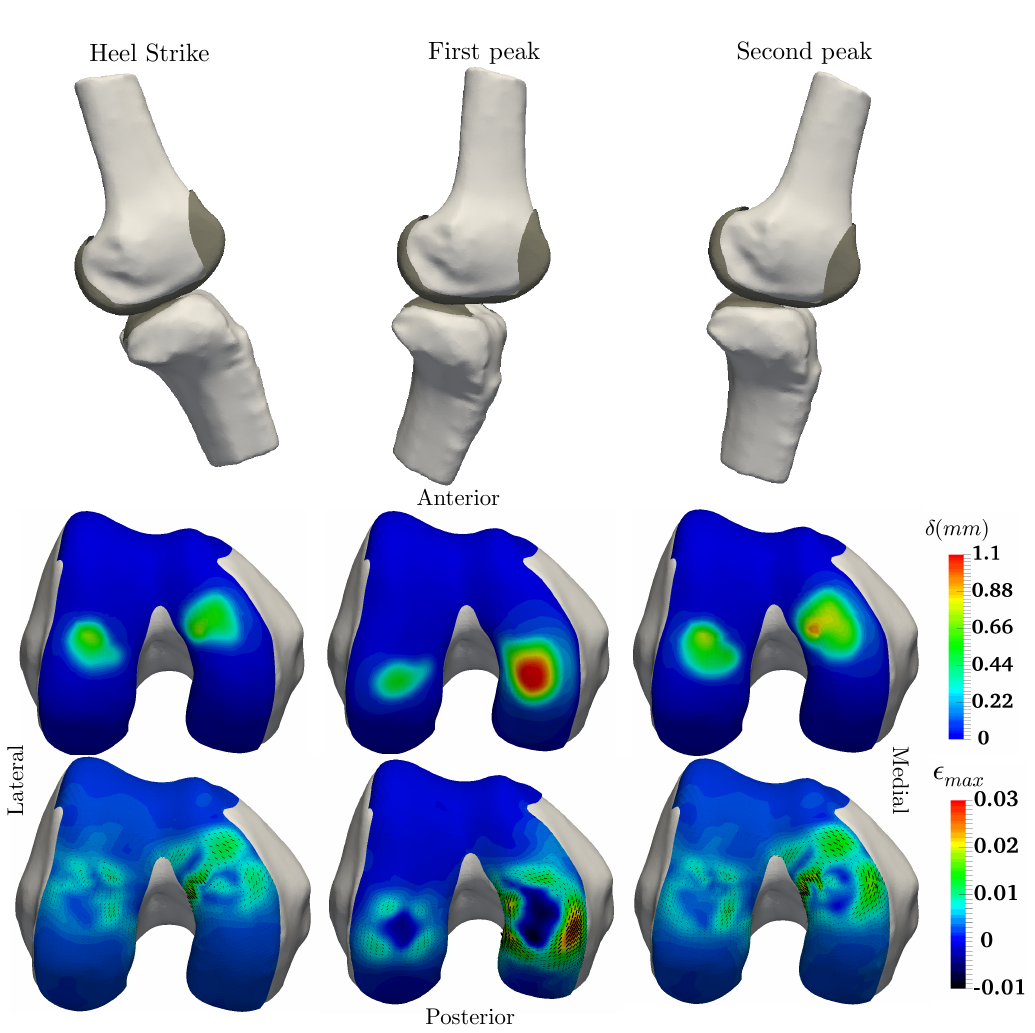 Heel Strike
First peak
Second peak
Anterior
δ(mm)
1.1
0.88
0.66
0.44
0.22
0
Lateral
Medial
ϵmax
0.03
0.02
0.01
0
-0.01
Posterior